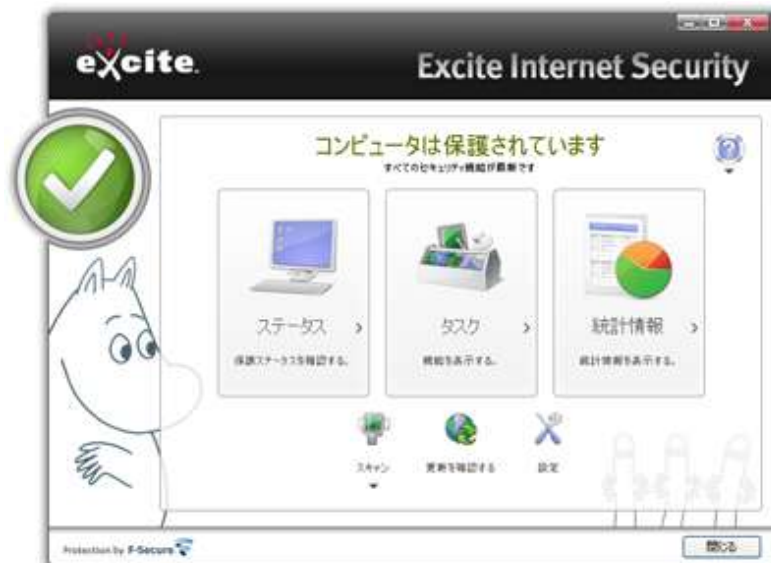 excite.
Excite Internet Security
コンピュータは保護されています
すべてのセキュリティ機能が最新です
ステータス
保護ステータスを確認する。
タスク
機能を表示する。
統計情報
統計情報を表示する。
スキャン
更新を確認する
設定
Protection by F-Secure
閉じる